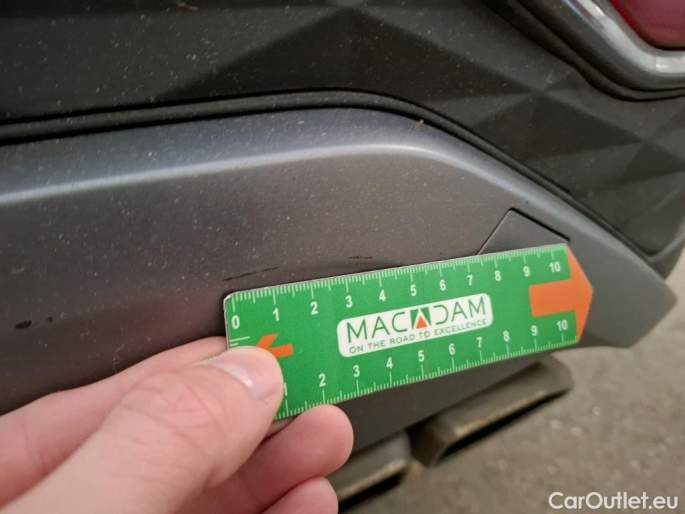 0 1 2 3 4 5 6 7 8 9 10
MACADAM
ON THE ROAD TO EXCELLENCE
1 2 3 4 5 6 7 8 9 10
CarOutlet.eu